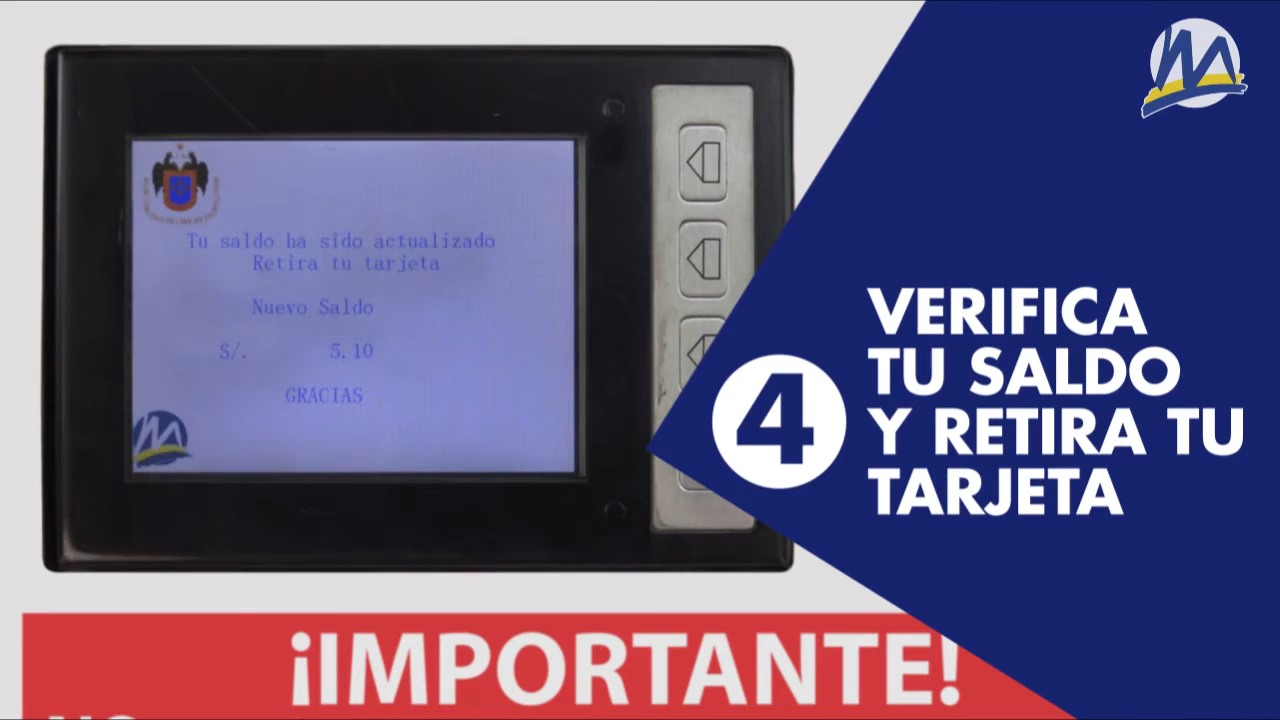 Tu saldo ha sido actualizado
Retira tu tarjeta
Nuevo Saldo
S/. 5.10
GRACIAS
4
VERIFICA
TU SALDO
Y RETIRA TU
TARJETA
¡IMPORTANTE!